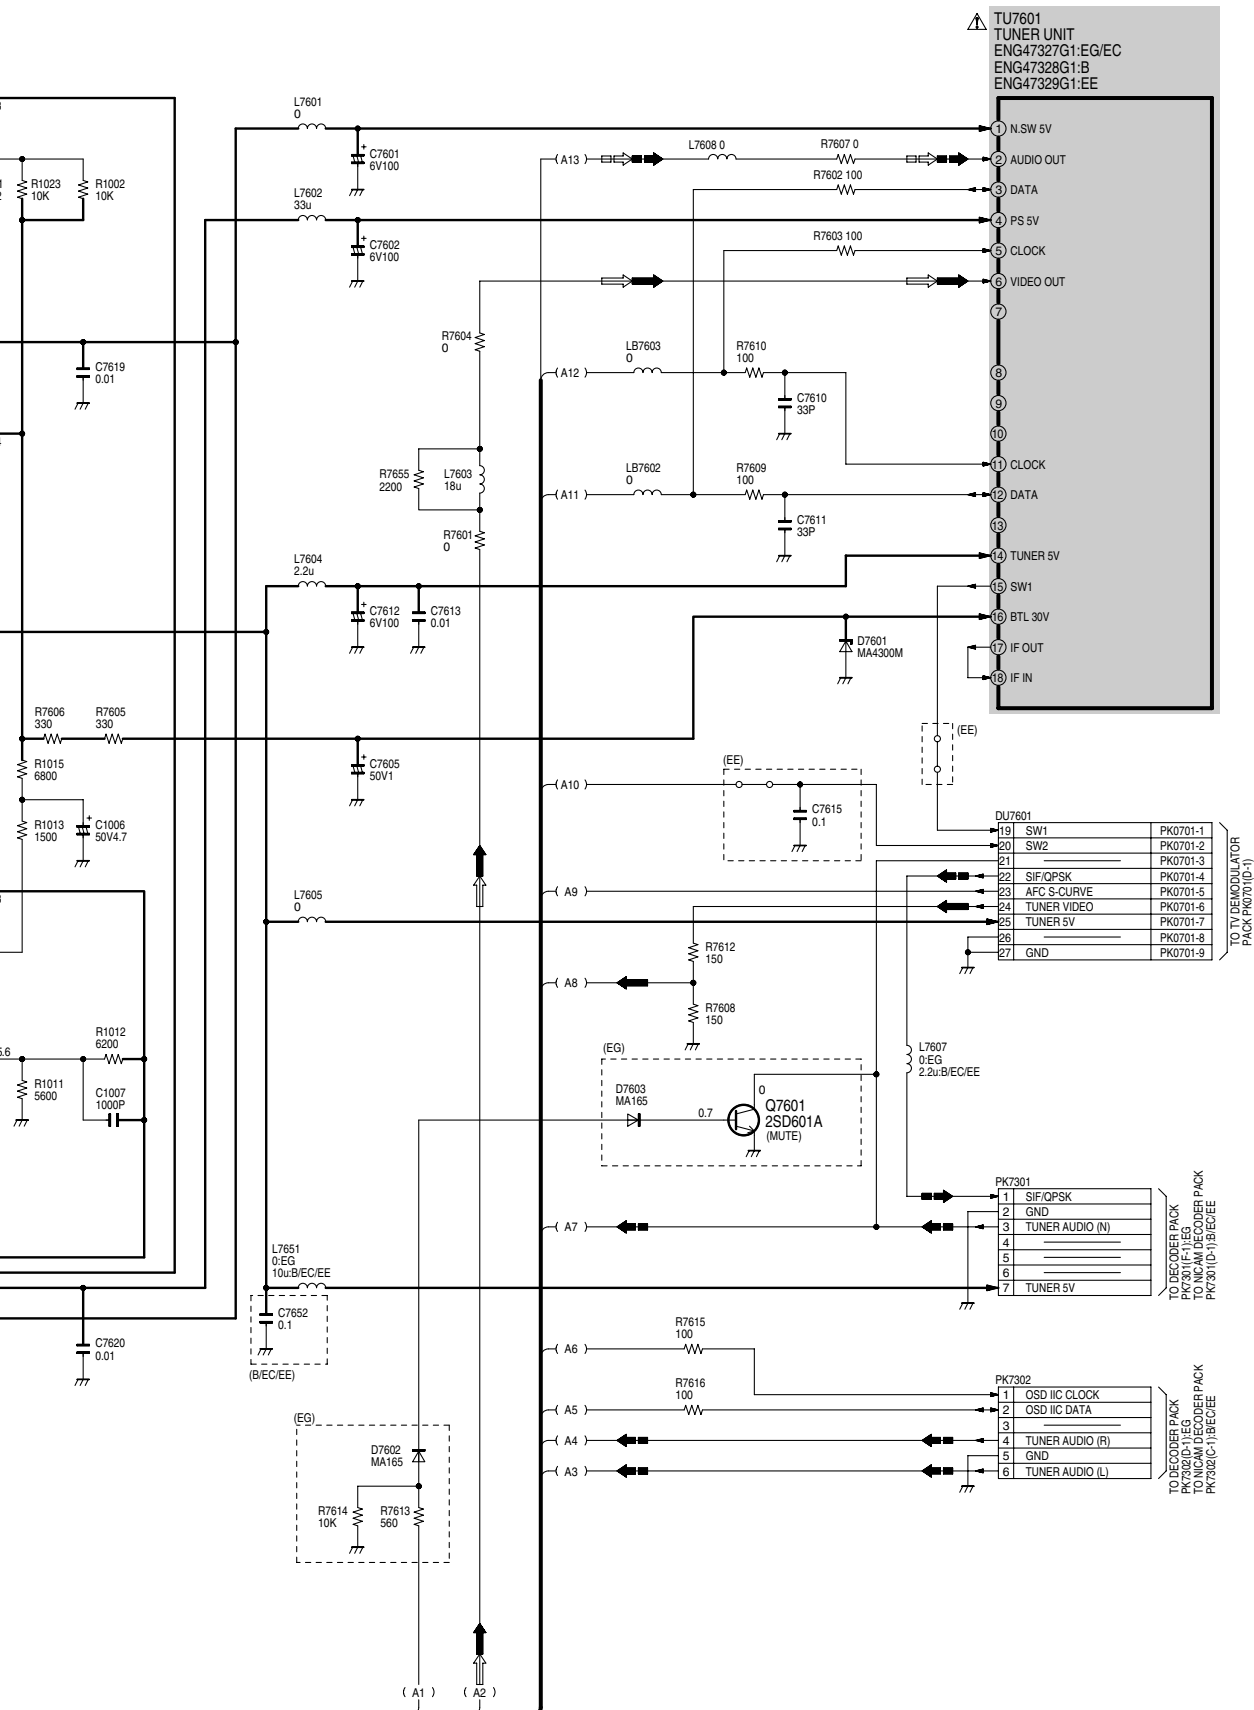 TU7601
TUNER UNIT
ENG47327G1:EG/EC
ENG47328G1:B
ENG47329G1:EE
L7601
0
1 N.SW 5V
C7601
6V100
L7608 0
R7607 0
( A13 )
2 AUDIO OUT
R1023
10K
R1002
10K
R7602 100
3 DATA
L7602
33u
4 PS 5V
C7602
6V100
R7603 100
5 CLOCK
6 VIDEO OUT
7
R7604
0
LB7603
0
R7610
100
C7619
0.01
( A12 )
8
C7610
33P
9
10
R7655
2200
L7603
18u
LB7602
0
R7609
100
11 CLOCK
( A11 )
12 DATA
C7611
33P
13
R7601
0
L7604
2.2u
14 TUNER 5V
15 SW1
C7612
6V100
C7613
0.01
16 BTL 30V
D7601
MA4300M
17 IF OUT
18 IF IN
R7606
330
R7605
330
(EE)
R1015
6800
C7605
50V1
(EE)
( A10 )
C7615
0.1
R1013
1500
C1006
50V4.7
DU7601
19 SW1 PK0701-1
20 SW2 PK0701-2
21 PK0701-3
22 SIF/QPSK PK0701-4
23 AFC S-CURVE PK0701-5
24 TUNER VIDEO PK0701-6
25 TUNER 5V PK0701-7
26 PK0701-8
27 GND PK0701-9
TO TV DEMODULATOR
PACK PK0701(D-1)
L7605
0
( A9 )
R7612
150
( A8 )
R7608
150
5.6
R1012
6200
R1011
5600
C1007
1000P
(EG)
D7603
MA165
0.7
0
Q7601
2SD601A
(MUTE)
L7607
0:EG
2.2u:B/EC/EE
( A7 )
PK7301
1 SIF/QPSK
2 GND
3 TUNER AUDIO (N)
4
5
6
7 TUNER 5V
TO DECODER PACK
PK7301(F-1):EG
TO NICAM DECODER PACK
PK7301(D-1):B/EC/EE
L7651
0:EG
10u:B/EC/EE
C7652
0.1
(B/EC/EE)
C7620
0.01
R7615
100
( A6 )
R7616
100
( A5 )
( A4 )
( A3 )
PK7302
1 OSD IIC CLOCK
2 OSD IIC DATA
3
4 TUNER AUDIO (R)
5 GND
6 TUNER AUDIO (L)
TO DECODER PACK
PK7302(D-1):EG
TO NICAM DECODER PACK
PK7302(C-1):B/EC/EE
(EG)
D7602
MA165
R7614
10K
R7613
560
( A1 )
( A2 )